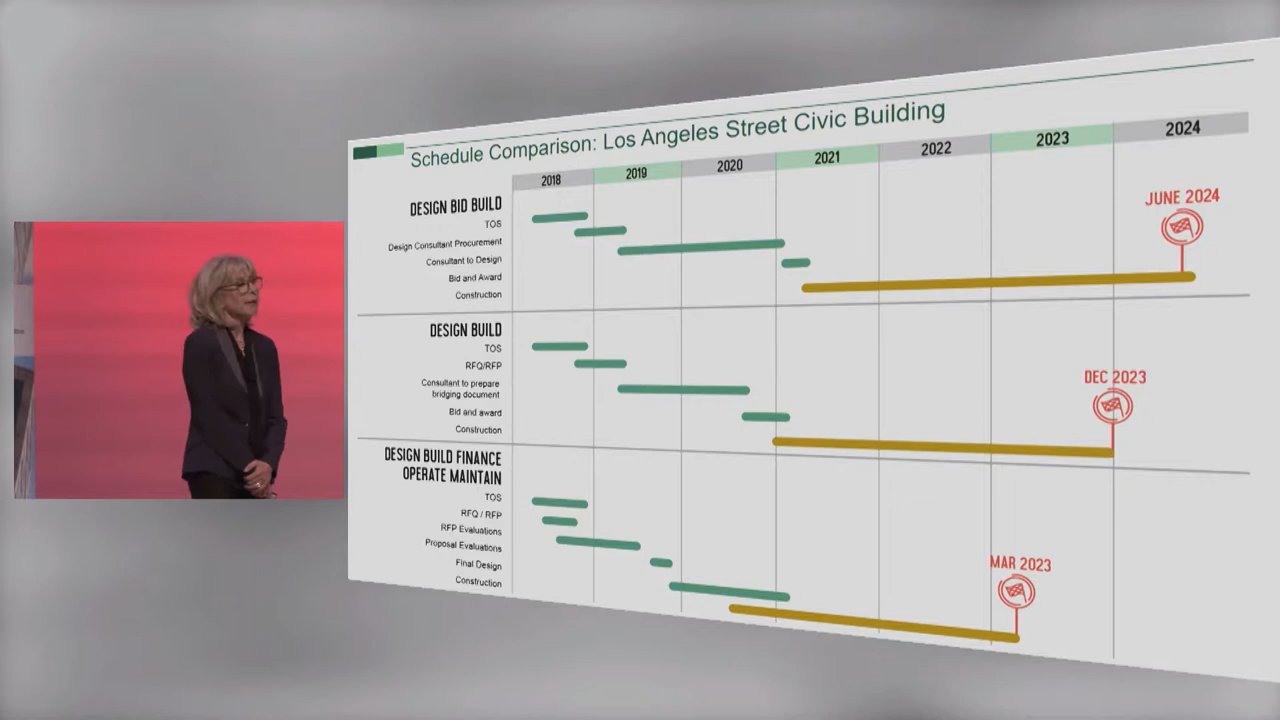 Schedule Comparison: Los Angeles Street Civic Building
2018 2019 2020 2021 2022 2023 2024
DESIGN BID BUILD
TOS
Design Consultant Procurement
Consultant to Design
Bid and Award
Construction
JUNE 2024
DESIGN BUILD
TOS
RFQ/RFP
Consultant to prepare
bridging document
Bid and award
Construction
DEC 2023
DESIGN BUILD FINANCE
OPERATE MAINTAIN
TOS
RFQ / RFP
RFP Evaluations
Proposal Evaluations
Final Design
Construction
MAR 2023